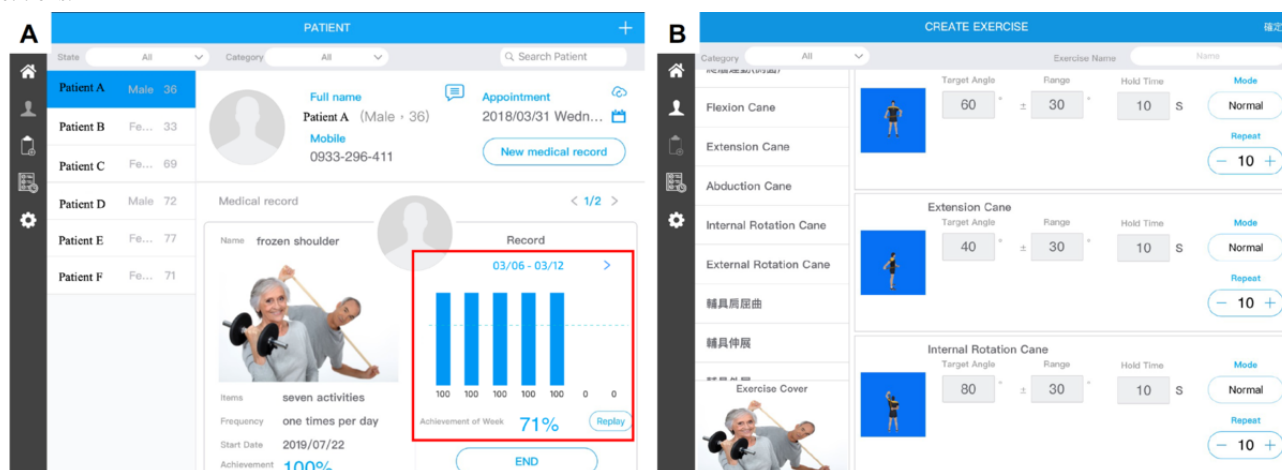 A
PATIENT
+
State All Category All Search Patient
Patient A Male 36
Patient B Fe... 33
Patient C Fe... 69
Patient D Male 72
Patient E Fe... 77
Patient F Fe... 71
Full name
Patient A (Male，36)
Mobile
0933-296-411
Appointment
2018/03/31 Wedn...
New medical record
Medical record
< 1/2 >
Name frozen shoulder
Items seven activities
Frequency one times per day
Start Date 2019/07/22
Achievement 100%
Record
03/06 - 03/12 >
100 100 100 100 100 0 0
Achievement of Week 71% Replay
END
B
CREATE EXERCISE
確定
Category All Exercise Name Name
Flexion Cane
Extension Cane
Abduction Cane
Internal Rotation Cane
External Rotation Cane
輔具肩屈曲
輔具伸展
Exercise Cover
Target Angle Range Hold Time Mode
60 ° ± 30 ° 10 S Normal
Repeat
− 10 +
Extension Cane
Target Angle Range Hold Time Mode
40 ° ± 30 ° 10 S Normal
Repeat
− 10 +
Internal Rotation Cane
Target Angle Range Hold Time Mode
80 ° ± 30 ° 10 S Normal
Repeat
− 10 +